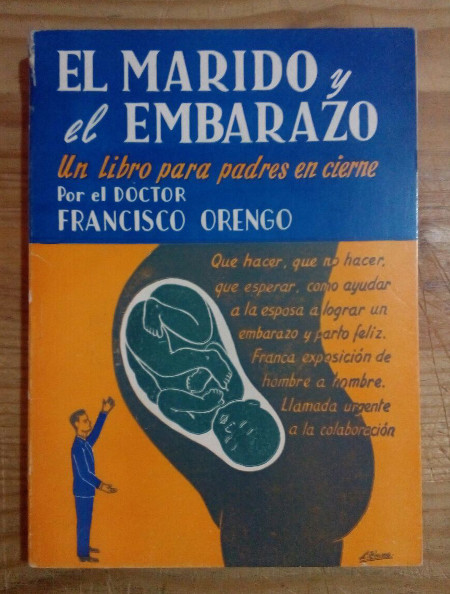 EL MARIDO y
el EMBARAZO
Un libro para padres en cierne
Por el DOCTOR
FRANCISCO ORENGO
Que hacer, que no hacer,
que esperar, como ayudar
a la esposa a lograr un
embarazo y parto feliz.
Franca exposición de
hombre a hombre.
Llamada urgente
a la colaboración